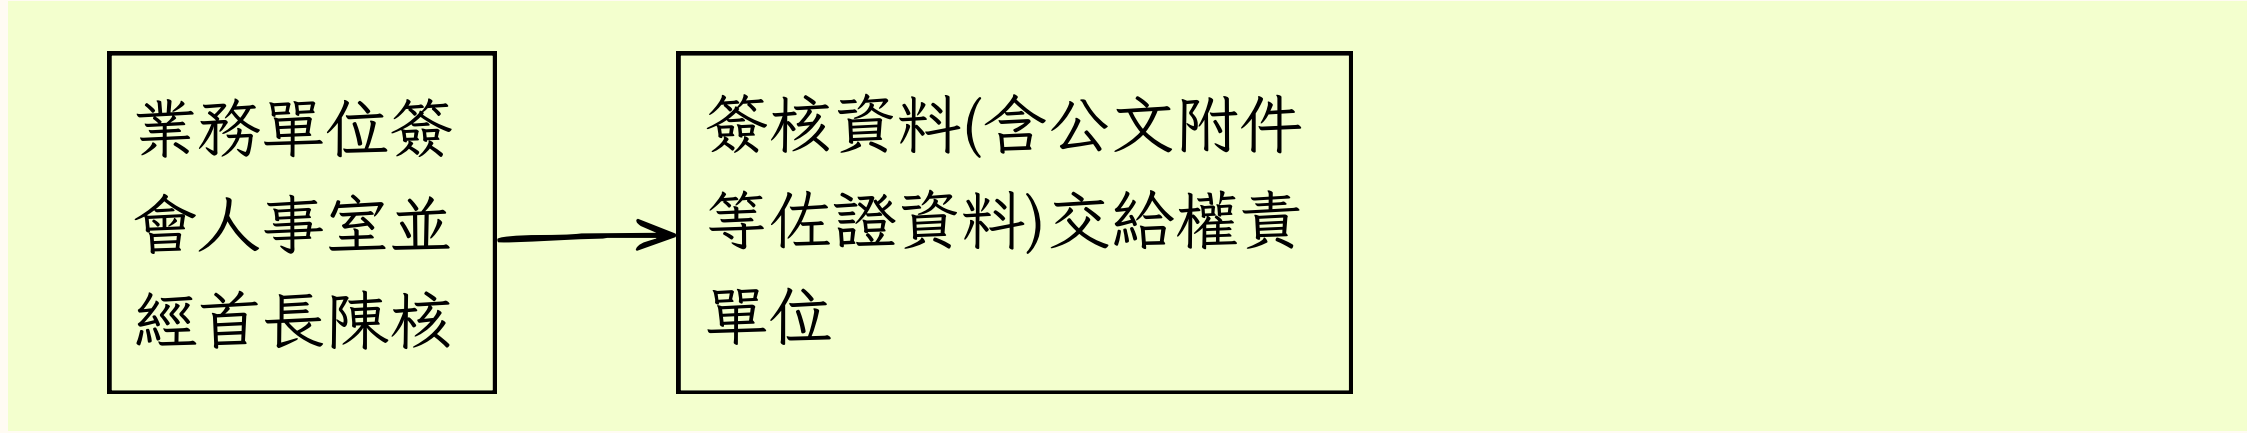 業務單位簽
會人事室並
經首長陳核
簽核資料(含公文附件
等佐證資料)交給權責
單位